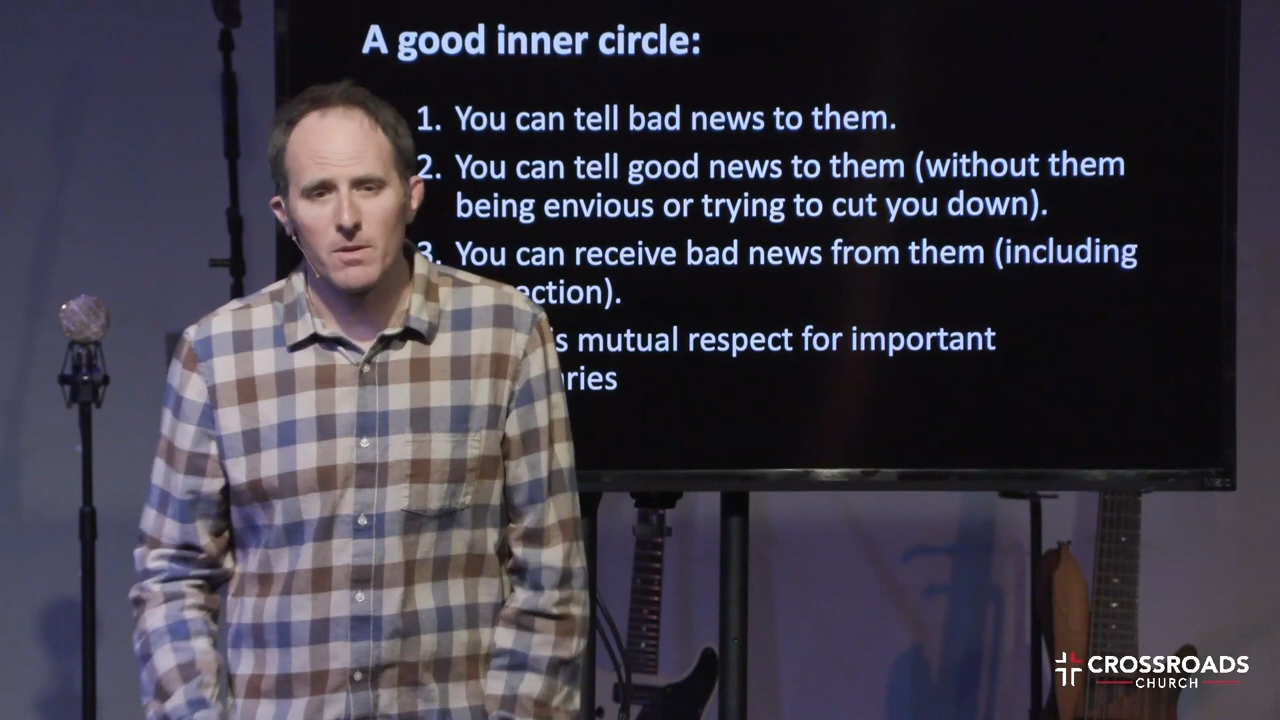 A good inner circle:
1. You can tell bad news to them.
2. You can tell good news to them (without them
being envious or trying to cut you down).
3. You can receive bad news from them (including
ection).
s mutual respect for important
ries
CROSSROADS
CHURCH